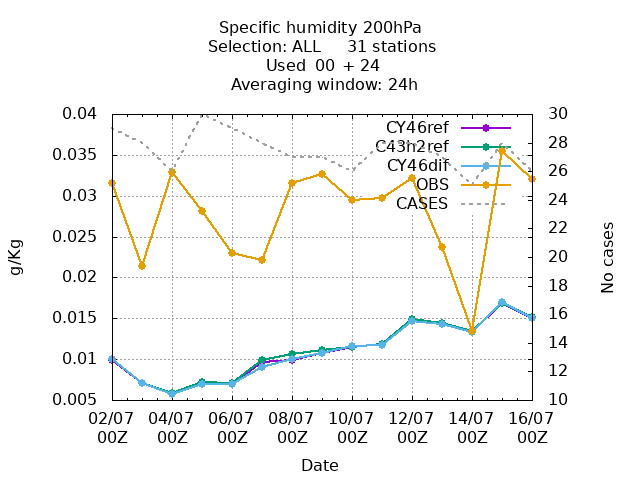 Specific humidity 200hPa
Selection: ALL 31 stations
Used 00 + 24
Averaging window: 24h
CY46ref
C43h2ref
CY46dif
OBS
CASES
0.04
0.035
0.03
0.025
0.02
0.015
0.01
0.005
g/Kg
30
28
26
24
22
20
18
16
14
12
10
No cases
02/07 04/07 06/07 08/07 10/07 12/07 14/07 16/07
00Z 00Z 00Z 00Z 00Z 00Z 00Z 00Z
Date